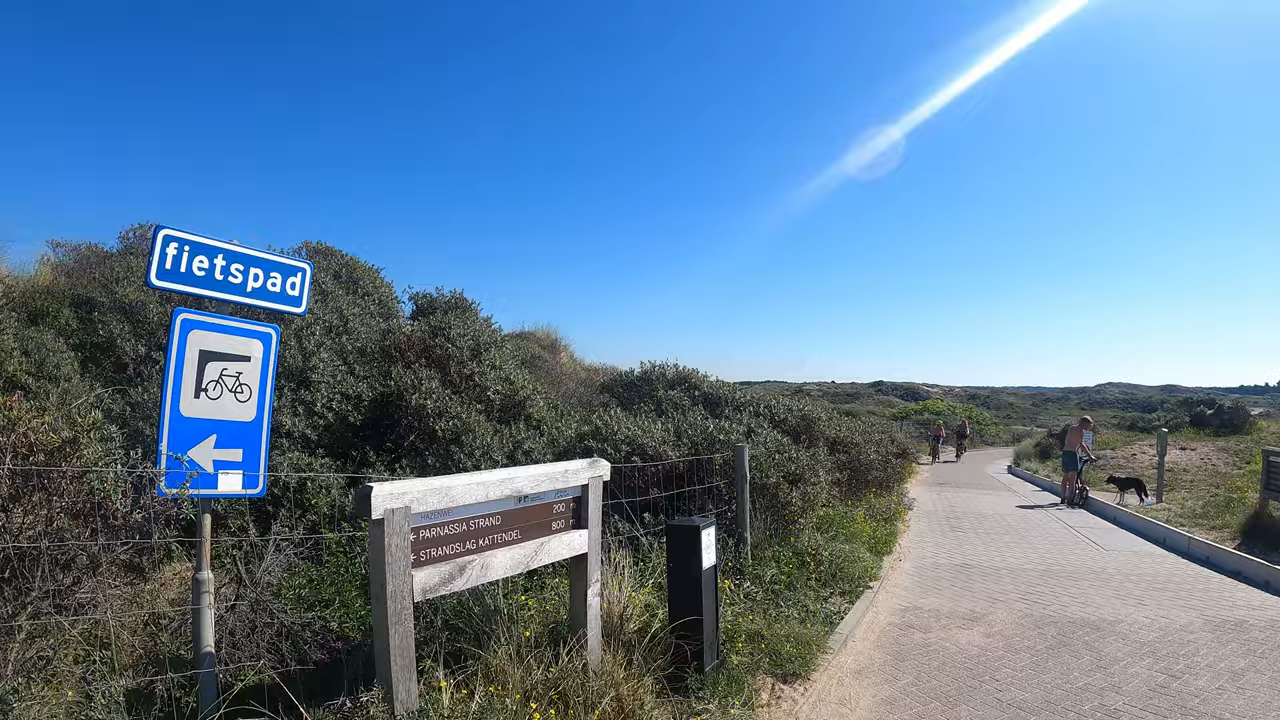 fietspad
HAZENWEI
← PARNASSIA STRAND 200
← STRANDSLAG KATTENDEL 800 m